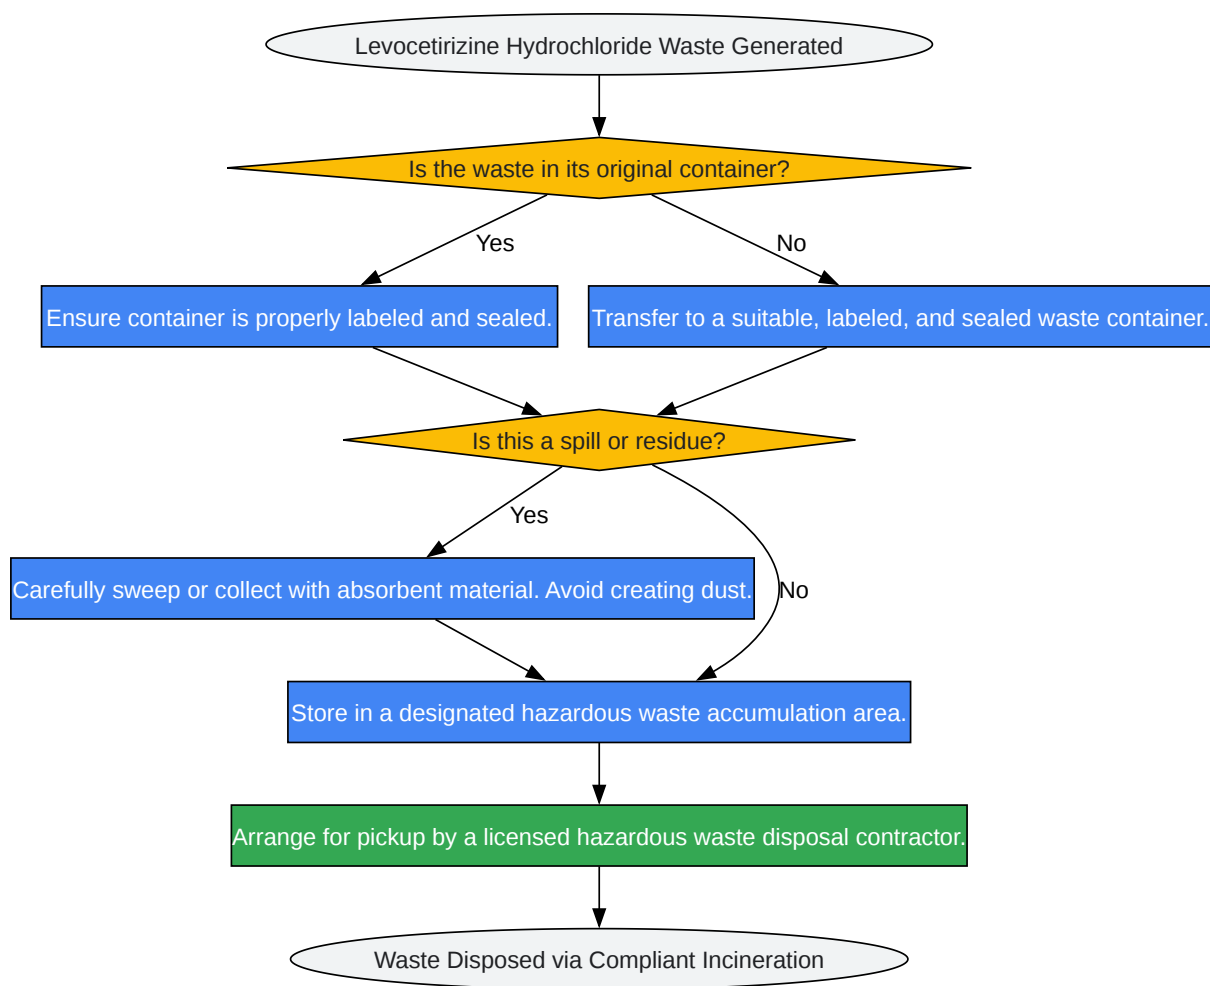 Levocetirizine Hydrochloride Waste Generated
Is the waste in its original container?
Yes
No
Ensure container is properly labeled and sealed.
Transfer to a suitable, labeled, and sealed waste container.
Is this a spill or residue?
Yes
Carefully sweep or collect with absorbent material. Avoid creating dust.
No
Store in a designated hazardous waste accumulation area.
Arrange for pickup by a licensed hazardous waste disposal contractor.
Waste Disposed via Compliant Incineration